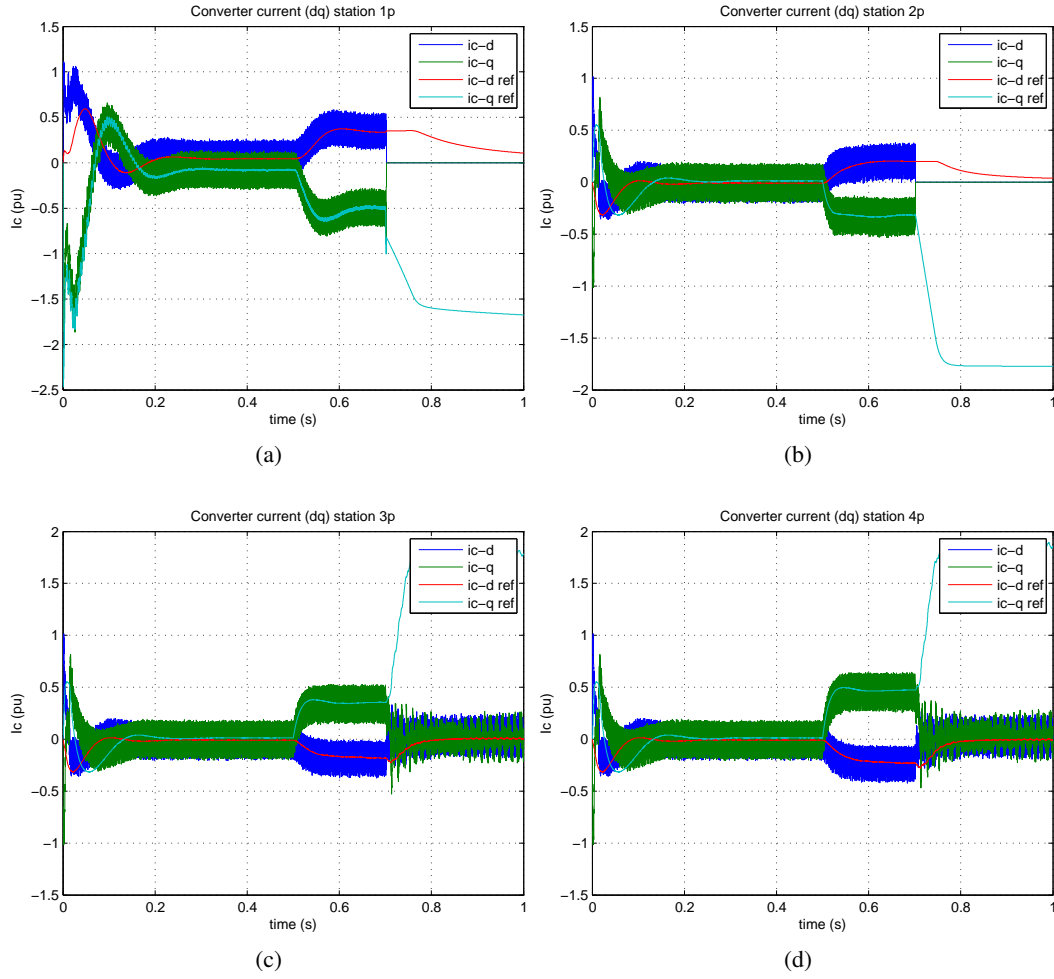 Converter current (dq) station 1p
1.5
1
0.5
0
−0.5
−1
−1.5
−2
−2.5
Ic (pu)
0
0.2
0.4
0.6
0.8
1
time (s)
ic−d
ic−q
ic−d ref
ic−q ref
(a)
Converter current (dq) station 2p
1.5
1
0.5
0
−0.5
−1
−1.5
−2
Ic (pu)
0
0.2
0.4
0.6
0.8
1
time (s)
ic−d
ic−q
ic−d ref
ic−q ref
(b)
Converter current (dq) station 3p
2
1.5
1
0.5
0
−0.5
−1
−1.5
Ic (pu)
0
0.2
0.4
0.6
0.8
1
time (s)
ic−d
ic−q
ic−d ref
ic−q ref
(c)
Converter current (dq) station 4p
2
1.5
1
0.5
0
−0.5
−1
−1.5
Ic (pu)
0
0.2
0.4
0.6
0.8
1
time (s)
ic−d
ic−q
ic−d ref
ic−q ref
(d)